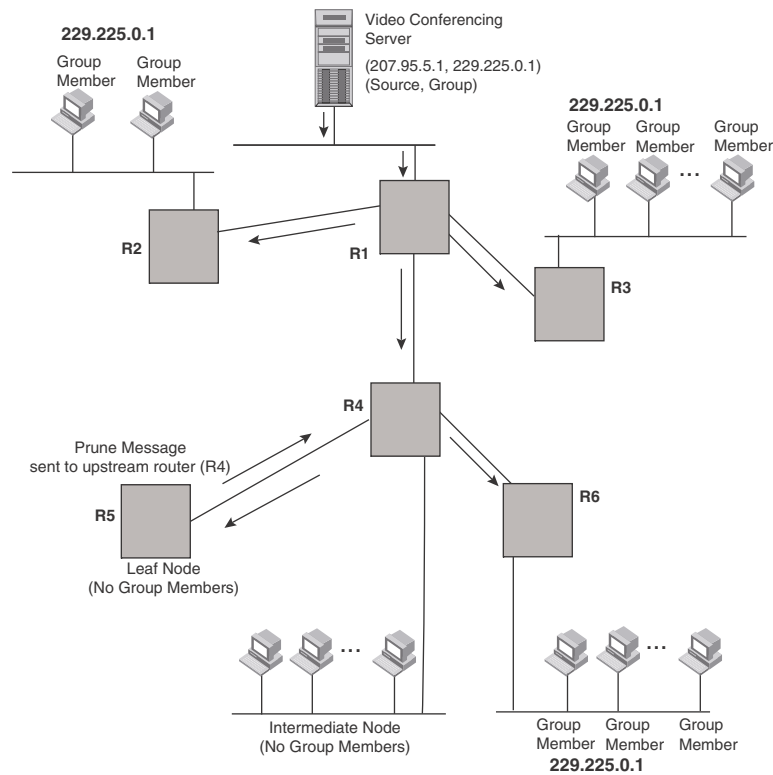 229.225.0.1
Group
Member
Group
Member
Video Conferencing
Server
(207.95.5.1, 229.225.0.1)
(Source, Group)
229.225.0.1
Group
Member
Group
Member
Group
Member
...
R2
R1
R3
R4
Prune Message
sent to upstream router (R4)
R5
R6
Leaf Node
(No Group Members)
...
...
Intermediate Node
(No Group Members)
Group
Member
Group
Member
Group
Member
229.225.0.1